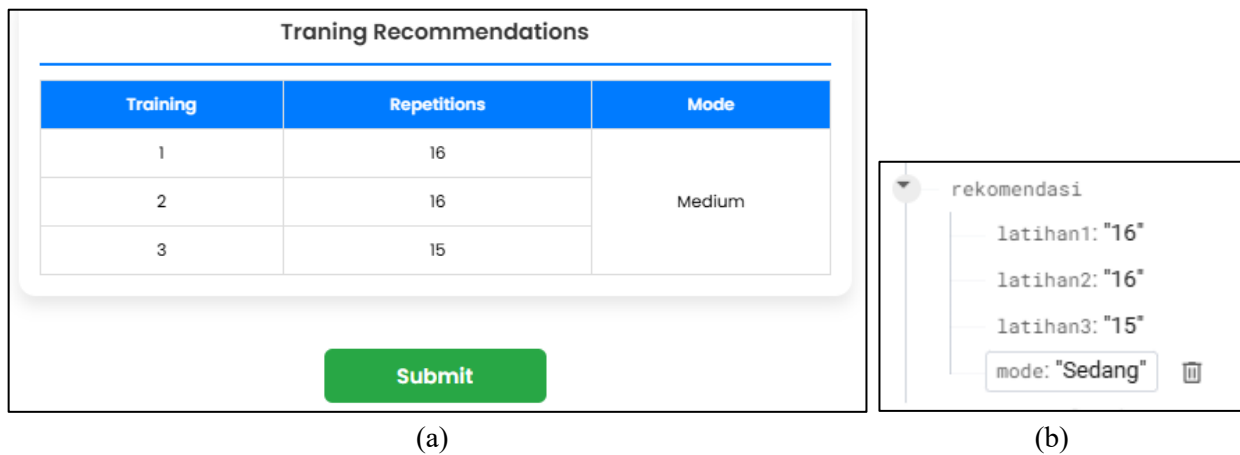 Traning Recommendations
Training Repetitions Mode
1 16
2 16 Medium
3 15
Submit
(a)
rekomendasi
latihan1: "16"
latihan2: "16"
latihan3: "15"
mode: "Sedang"
(b)